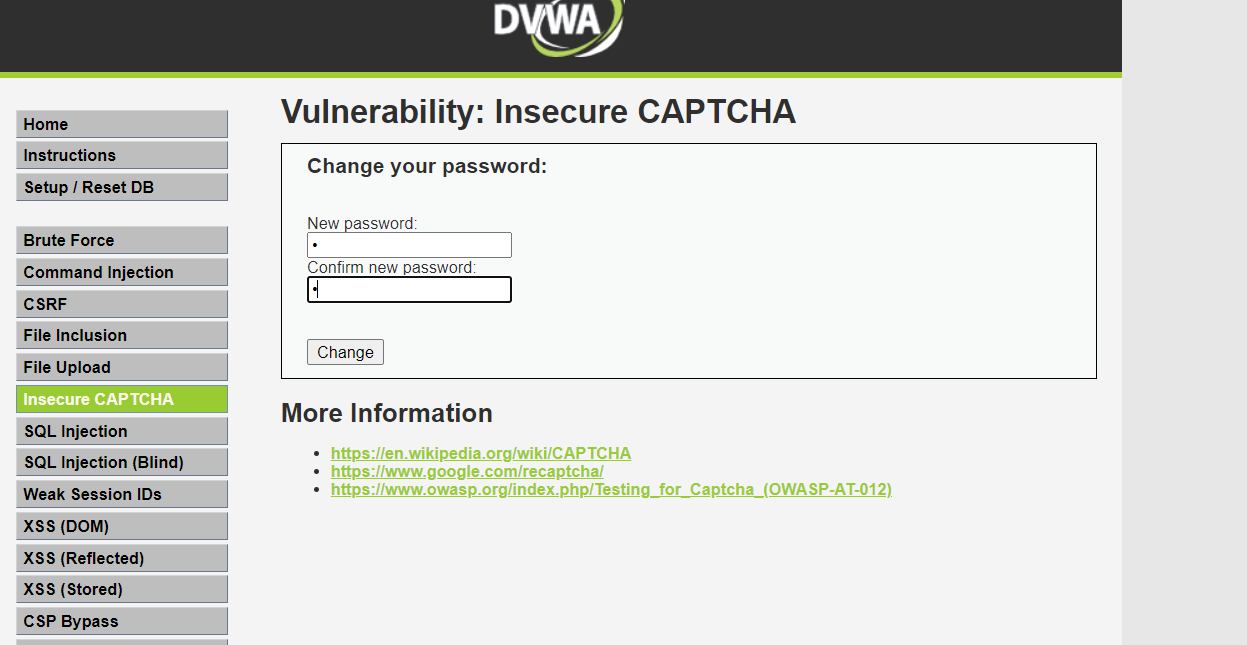 DVWA
Home
Instructions
Setup / Reset DB
Brute Force
Command Injection
CSRF
File Inclusion
File Upload
Insecure CAPTCHA
SQL Injection
SQL Injection (Blind)
Weak Session IDs
XSS (DOM)
XSS (Reflected)
XSS (Stored)
CSP Bypass
Vulnerability: Insecure CAPTCHA
Change your password:
New password:
•
Confirm new password:
•
Change
More Information
• https://en.wikipedia.org/wiki/CAPTCHA
• https://www.google.com/recaptcha/
• https://www.owasp.org/index.php/Testing_for_Captcha_(OWASP-AT-012)